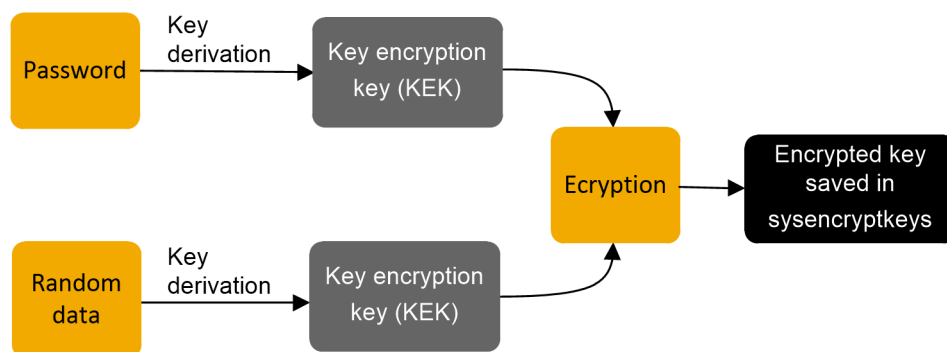 Key
derivation
Password
Key encryption
key (KEK)
Ecryption
Encrypted key
saved in
sysencryptkeys
Key
derivation
Random
data
Key encryption
key (KEK)